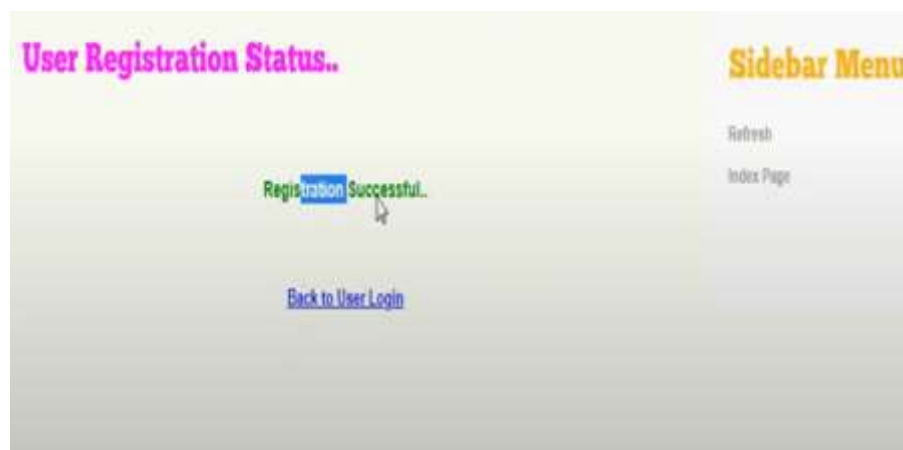 User Registration Status..
Registration Successful..
Back to User Login
Sidebar Menu
Refresh
Index Page